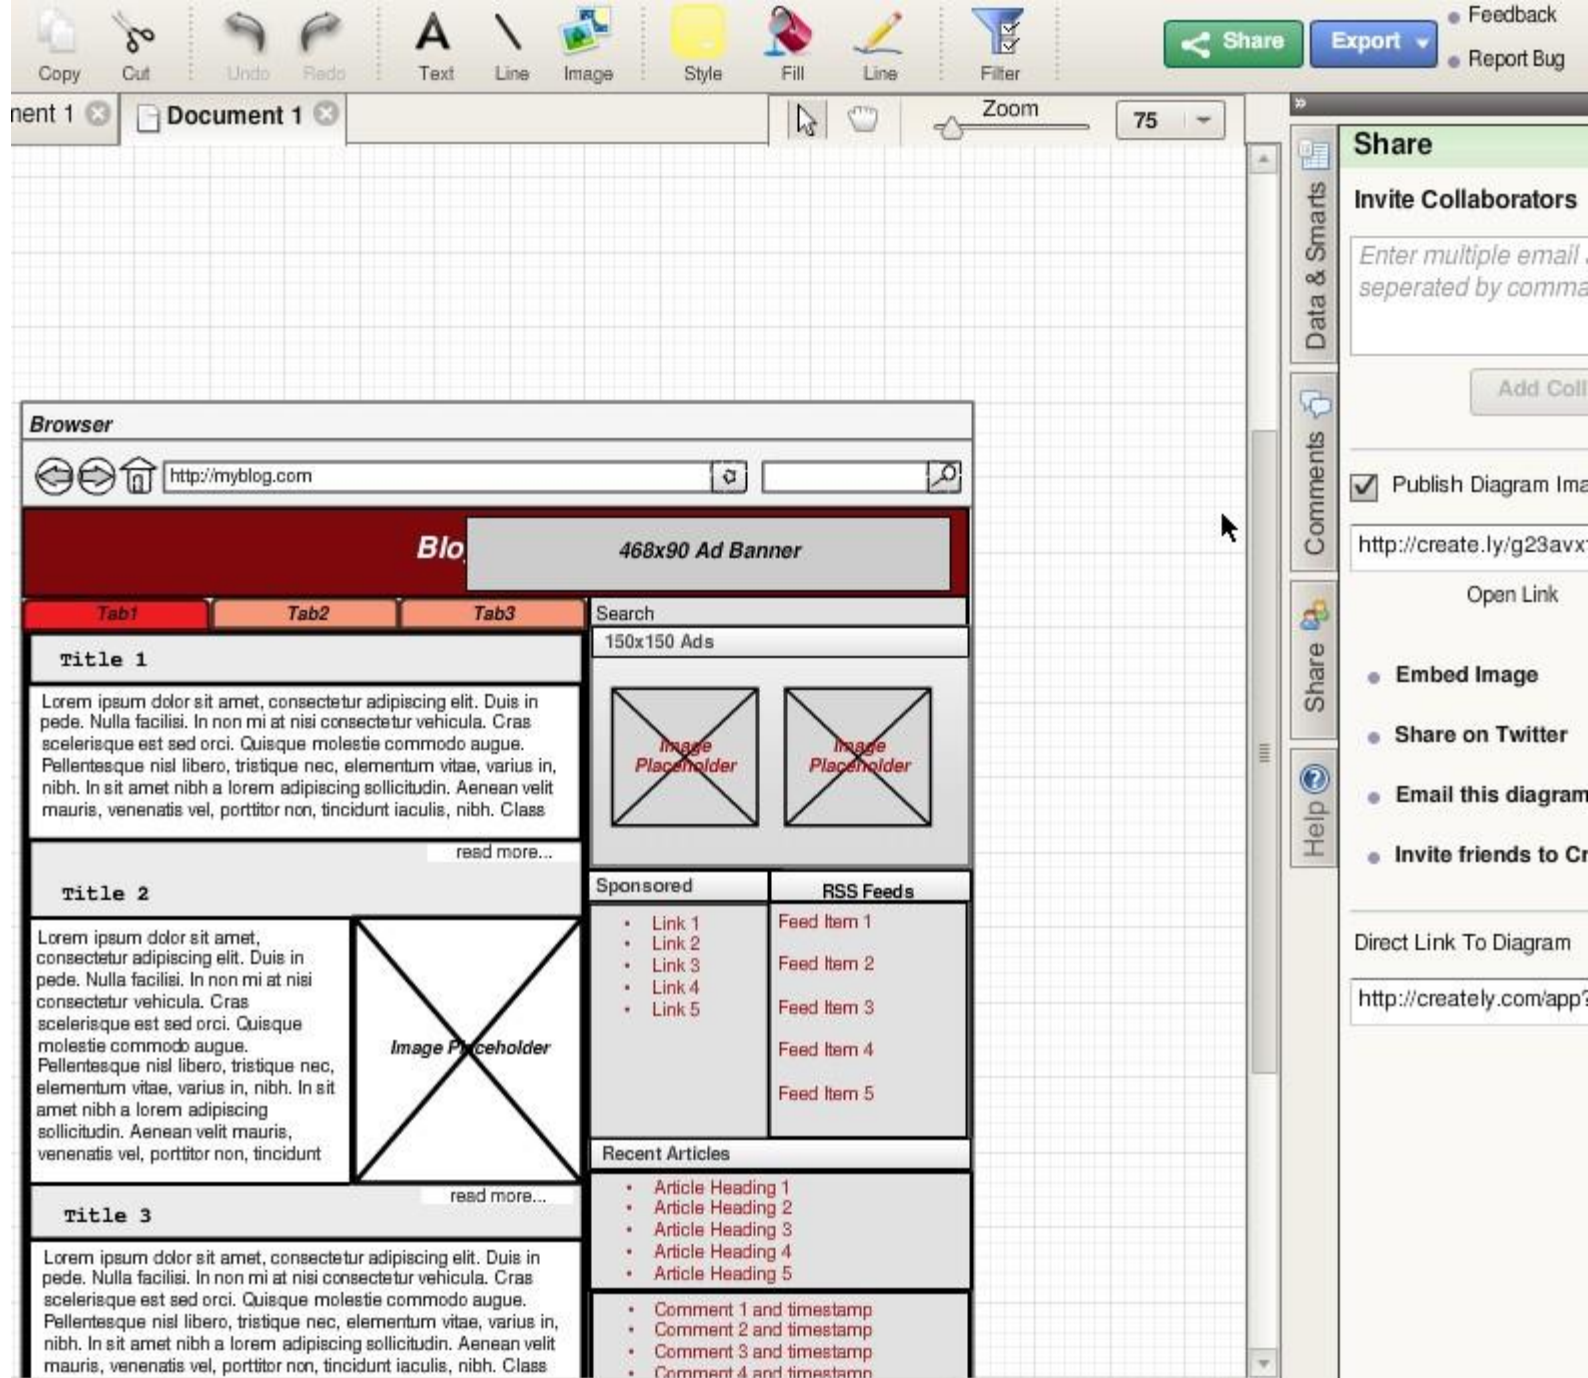 Copy Cut Undo Redo Text Line Image Style Fill Line Filter
Share
Export
Feedback
Report Bug
Document 1
Zoom
75
Share
Invite Collaborators
Enter multiple email
seperated by comma
Add
Publish Diagram
Open Link
Embed Image
Share on Twitter
Email this diagram
Invite friends to
Direct Link To Diagram
Data & Smarts
Comments
Share
Help
Browser
http://myblog.com
468x90 Ad Banner
Tab1 Tab2 Tab3
Title 1
Lorem ipsum dolor sit amet, consectetur adipiscing elit. Duis in
pede. Nulla facilisi. In non mi at nisi consectetur vehicula. Cras
scelerisque est sed orci. Quisque molestie commodo augue.
Pellentesque nisl libero, tristique nec, elementum vitae, varius in,
nibh. In sit amet nibh a lorem adipiscing sollicitudin. Aenean velit
mauris, venenatis vel, porttitor non, tincidunt iaculis, nibh. Class
read more...
Title 2
Lorem ipsum dolor sit amet,
consectetur adipiscing elit. Duis in
pede. Nulla facilisi. In non mi at nisi
consectetur vehicula. Cras
scelerisque est sed orci. Quisque
molestie commodo augue.
Pellentesque nisl libero, tristique nec,
elementum vitae, varius in, nibh. In sit
amet nibh a lorem adipiscing
sollicitudin. Aenean velit mauris,
venenatis vel, porttitor non, tincidunt
Image Placeholder
read more...
Title 3
Lorem ipsum dolor sit amet, consectetur adipiscing elit. Duis in
pede. Nulla facilisi. In non mi at nisi consectetur vehicula. Cras
scelerisque est sed orci. Quisque molestie commodo augue.
Pellentesque nisl libero, tristique nec, elementum vitae, varius in,
nibh. In sit amet nibh a lorem adipiscing sollicitudin. Aenean velit
mauris, venenatis vel, porttitor non, tincidunt iaculis, nibh. Class
Search
150x150 Ads
Image
Placeholder
Image
Placeholder
Sponsored
Link 1
Link 2
Link 3
Link 4
Link 5
RSS Feeds
Feed Item 1
Feed Item 2
Feed Item 3
Feed Item 4
Feed Item 5
Recent Articles
Article Heading 1
Article Heading 2
Article Heading 3
Article Heading 4
Article Heading 5
Comment 1 and timestamp
Comment 2 and timestamp
Comment 3 and timestamp
Comment 4 and timestamp